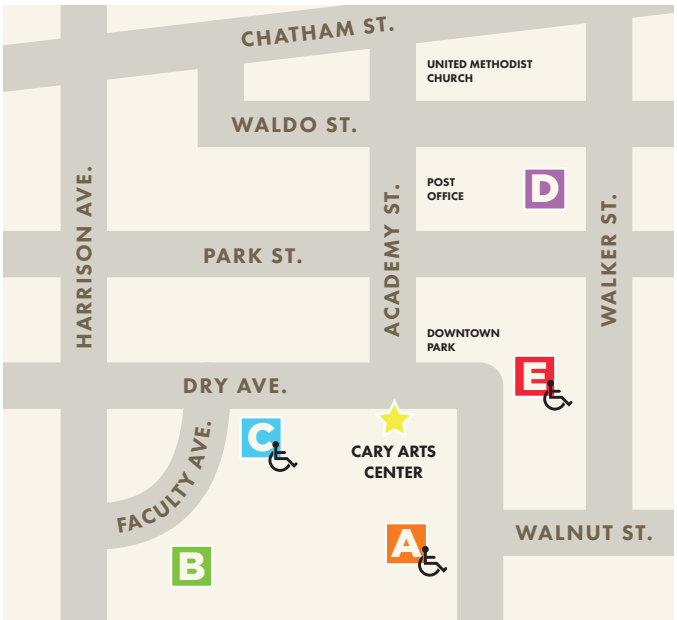 CHATHAM ST.
UNITED METHODIST
CHURCH
WALDO ST.
HARRISON AVE.
ACADEMY ST.
POST
OFFICE
D
WALKER ST.
PARK ST.
DOWNTOWN
PARK
DRY AVE.
E
FACULTY AVE.
C
CARY ARTS
CENTER
A
WALNUT ST.
B